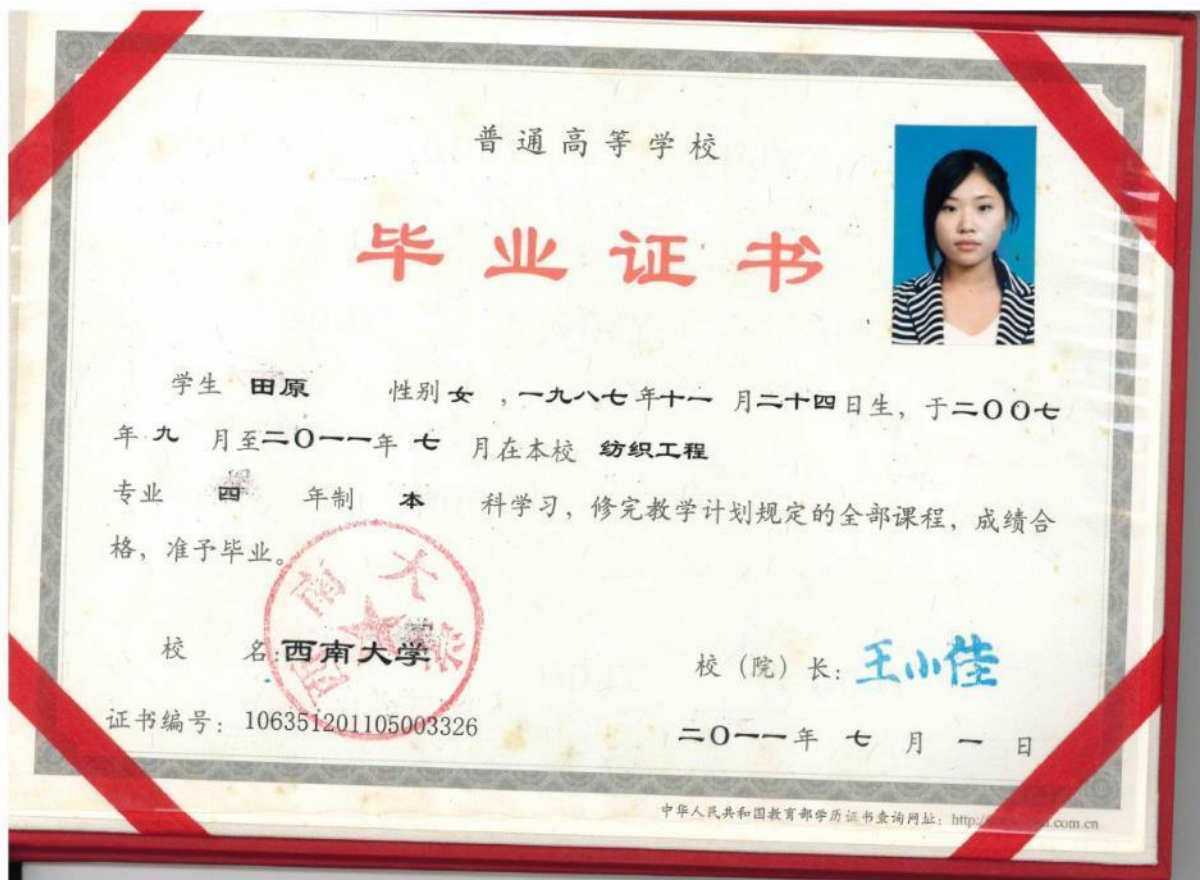 普通高等学校
毕业证书
学生 田原 性别 女 ，一九八七年十一月二十四日生，于二〇〇七
年 九 月至二〇一一年 七 月在本校 纺织工程
专业 四 年制 本 科学习，修完教学计划规定的全部课程，成绩合
格，准予毕业。
西南大学
校 名：西南大学
校（院）长：王小佳
证书编号：106351201105003326
二〇一一年 七 月 一 日
中华人民共和国教育部学历证书查询网址：http:// .com.cn